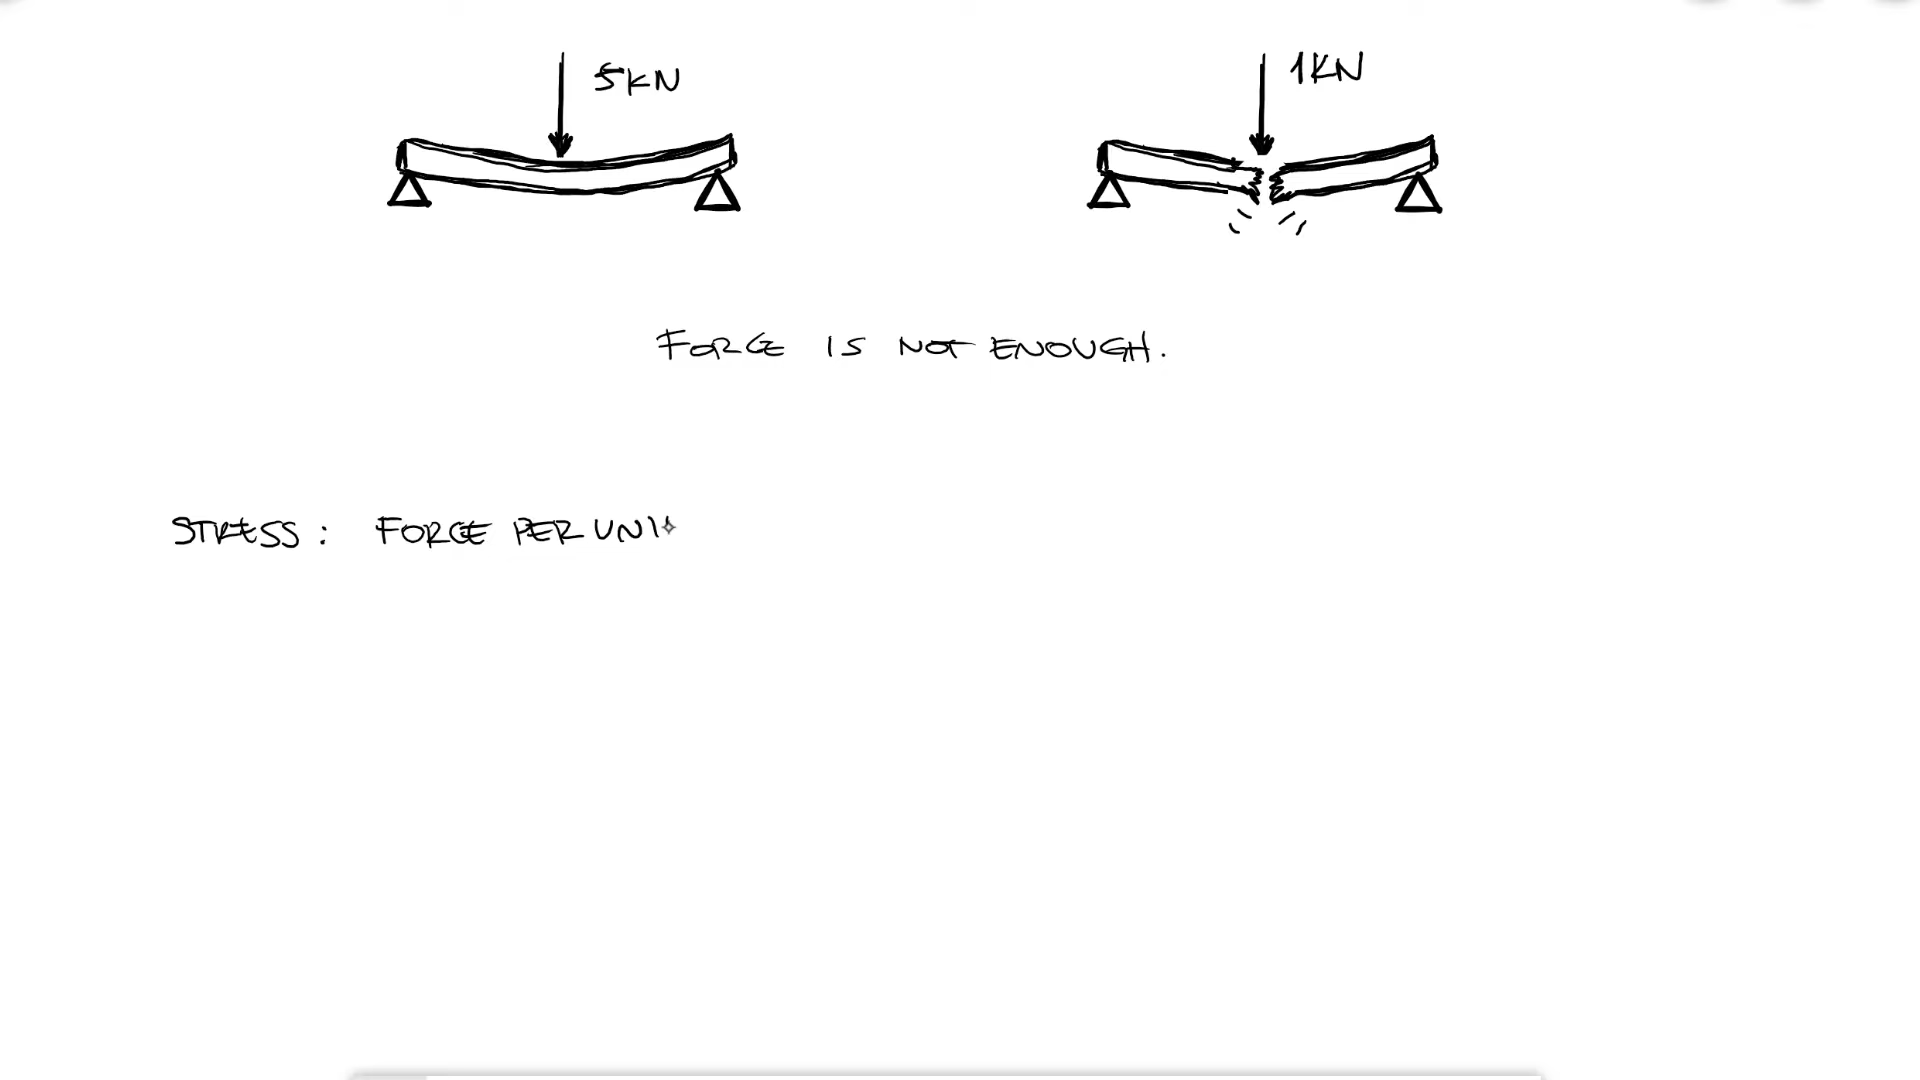 5KN
1KN
FORCE IS NOT ENOUGH.
STRESS: FORCE PER UNI